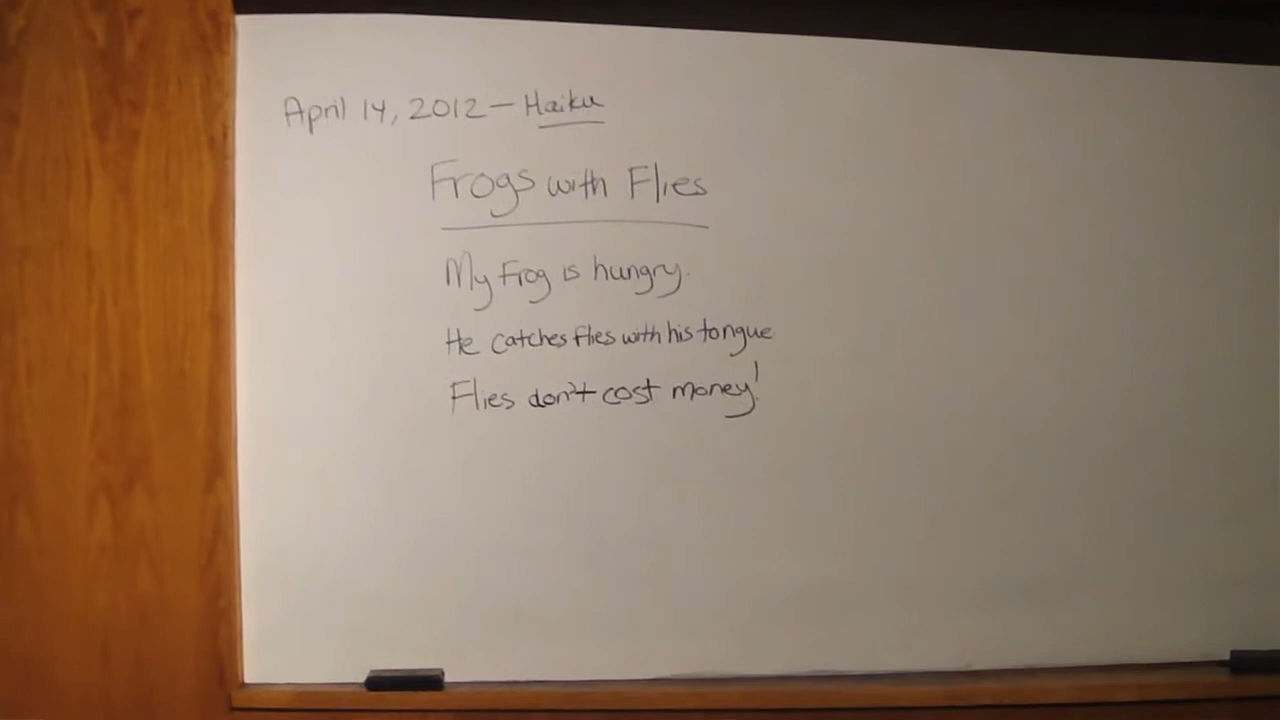 April 14, 2012 — Haiku
Frogs with Flies
My frog is hungry.
He catches flies with his tongue
Flies don't cost money!